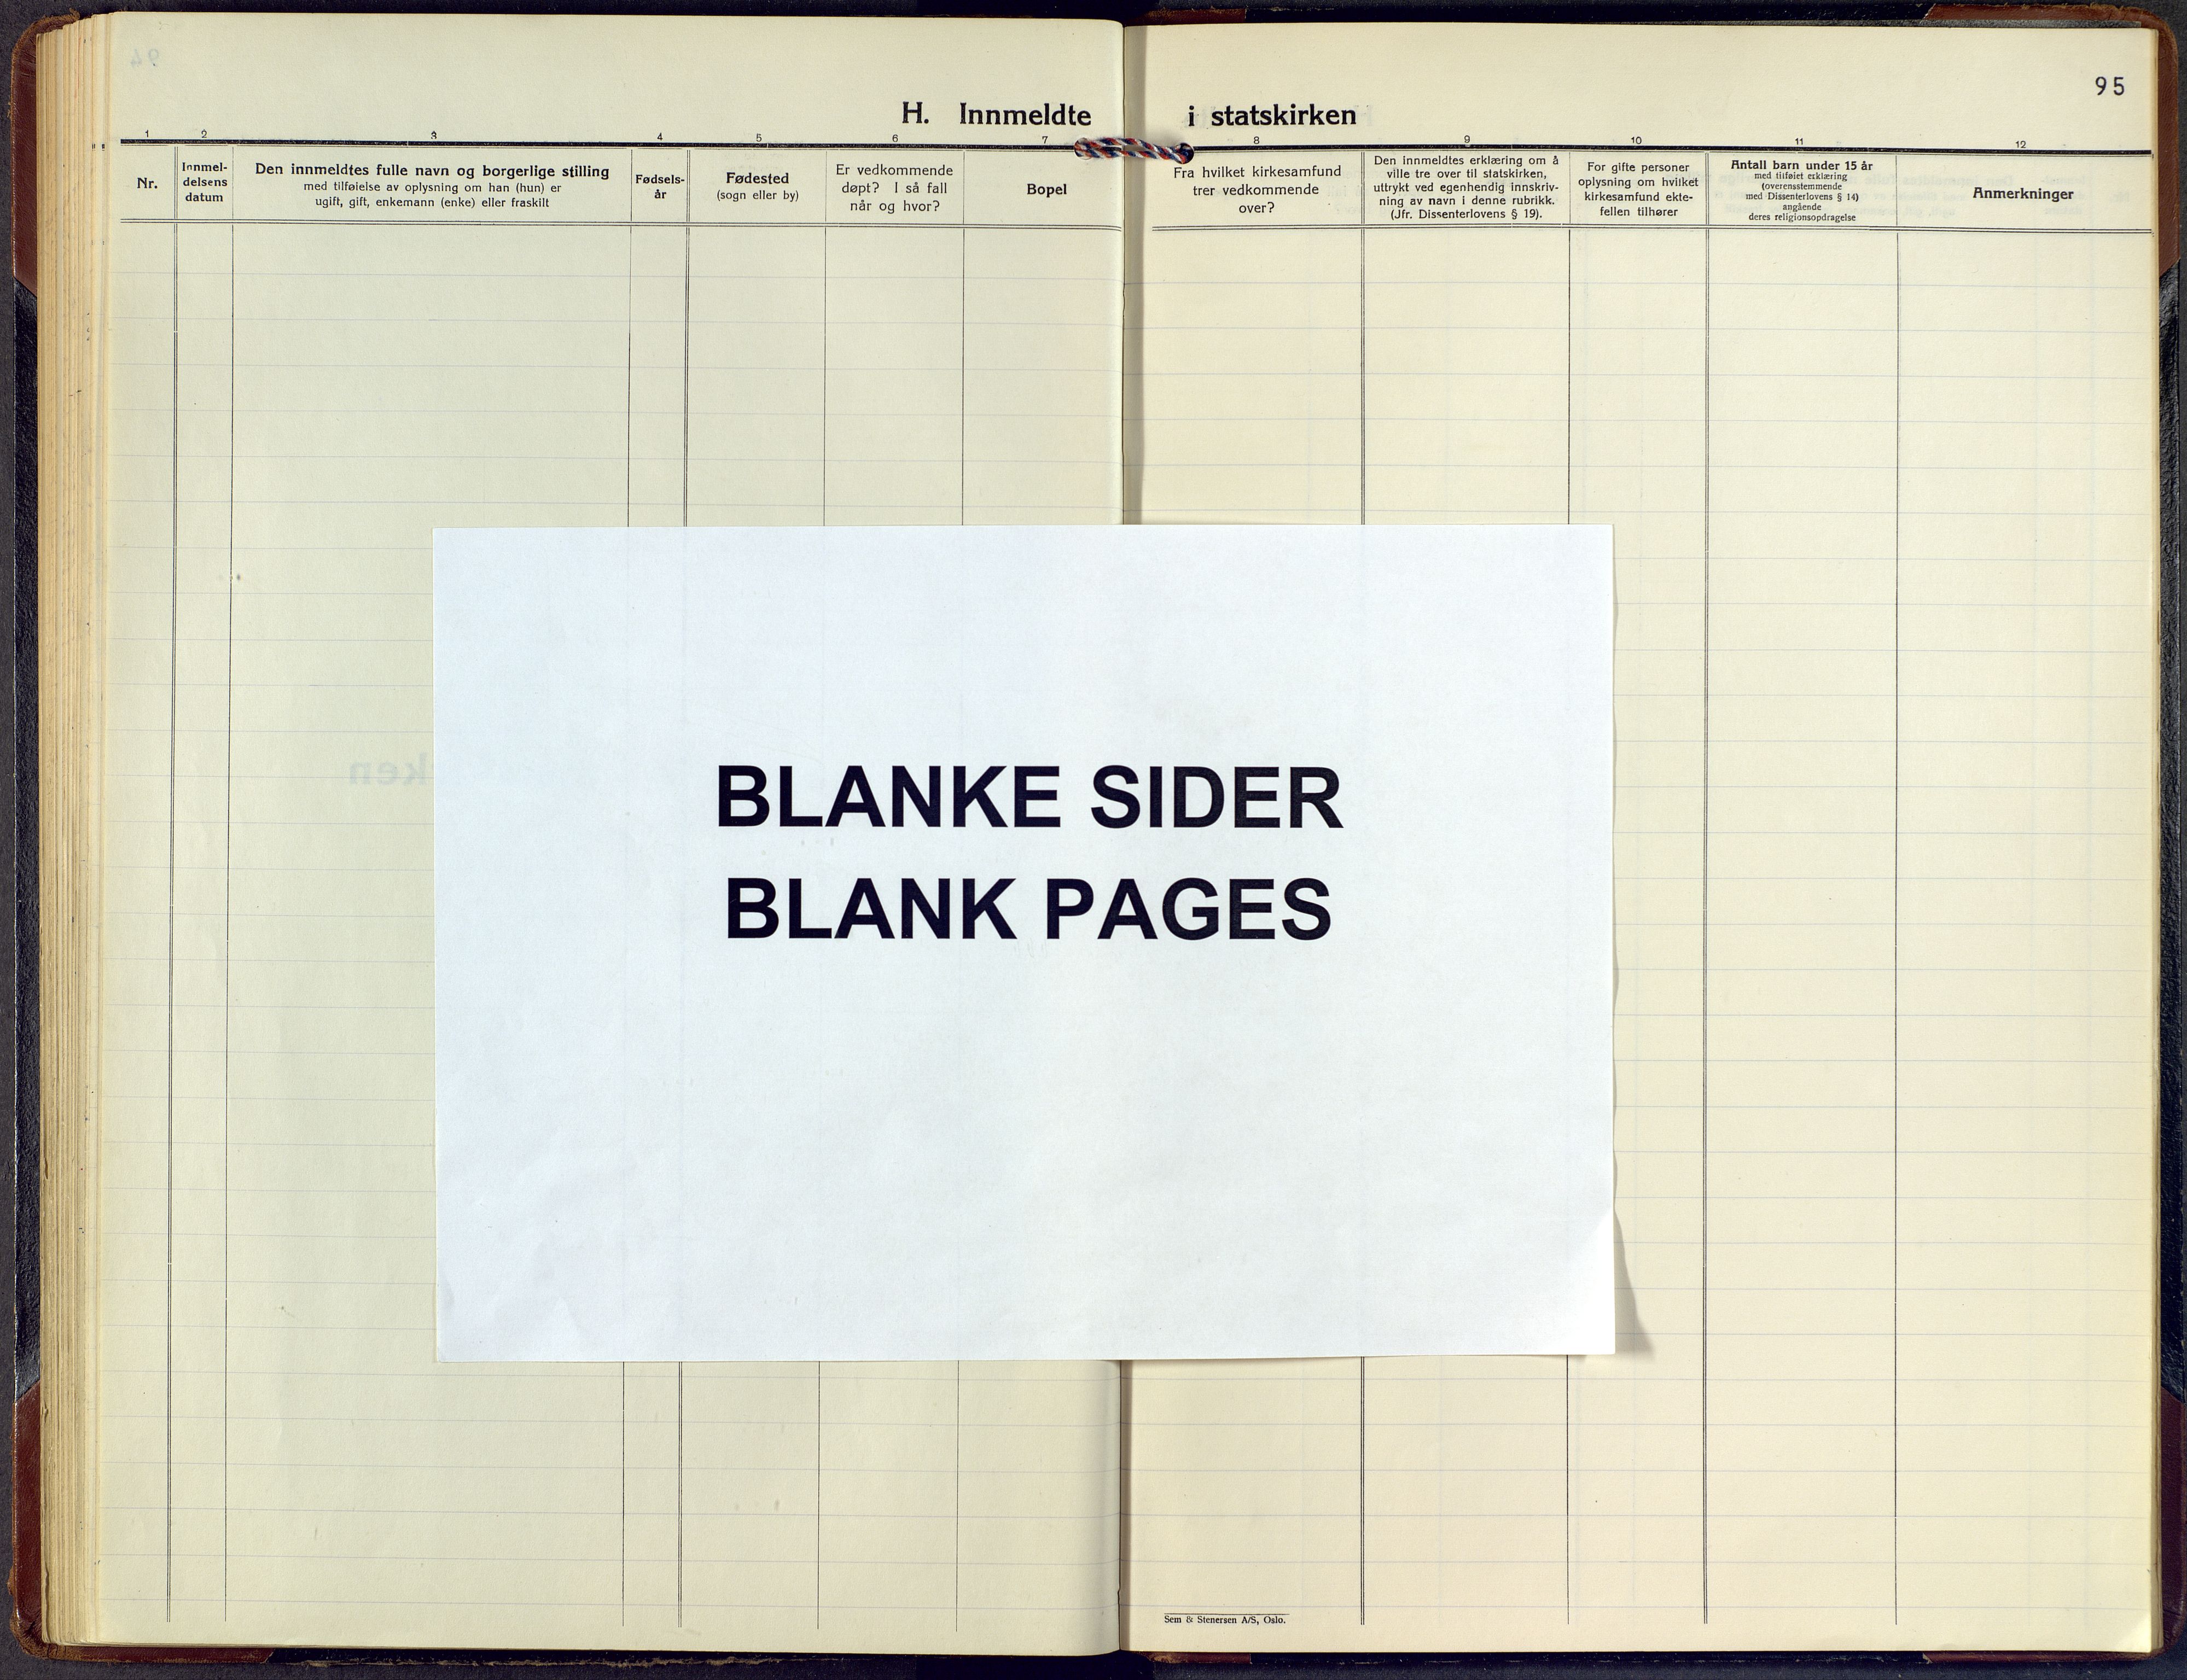 95
H. Innmeldte i statskirken
1 2 3 4 5 6 7 8 9 10 11 12
Nr.
Innmel-
delsens
datum
Den innmeldtes fulle navn og borgerlige stilling
med tilføielse av oplysning om han (hun) er
ugift, gift, enkemann (enke) eller fraskilt
Fødsels-
år
Fødested
(sogn eller by)
Er vedkommende
døpt? I så fall
når og hvor?
Bopel
Fra hvilket kirkesamfund
trer vedkommende
over?
Den innmeldtes erklæring om å
ville tre over til statskirken,
uttrykt ved egenhendig innskriv-
ning av navn i denne rubrikk.
(Jfr. Dissenterlovens § 19).
For gifte personer
oplysning om hvilket
kirkesamfund ekte-
fellen tilhører
Antall barn under 15 år
med tilføiet erklæring
(overensstemmende
med Dissenterlovens § 14)
angående
deres religionsopdragelse
Anmerkninger
BLANKE SIDER
BLANK PAGES
Sem & Stenersen A/S, Oslo.